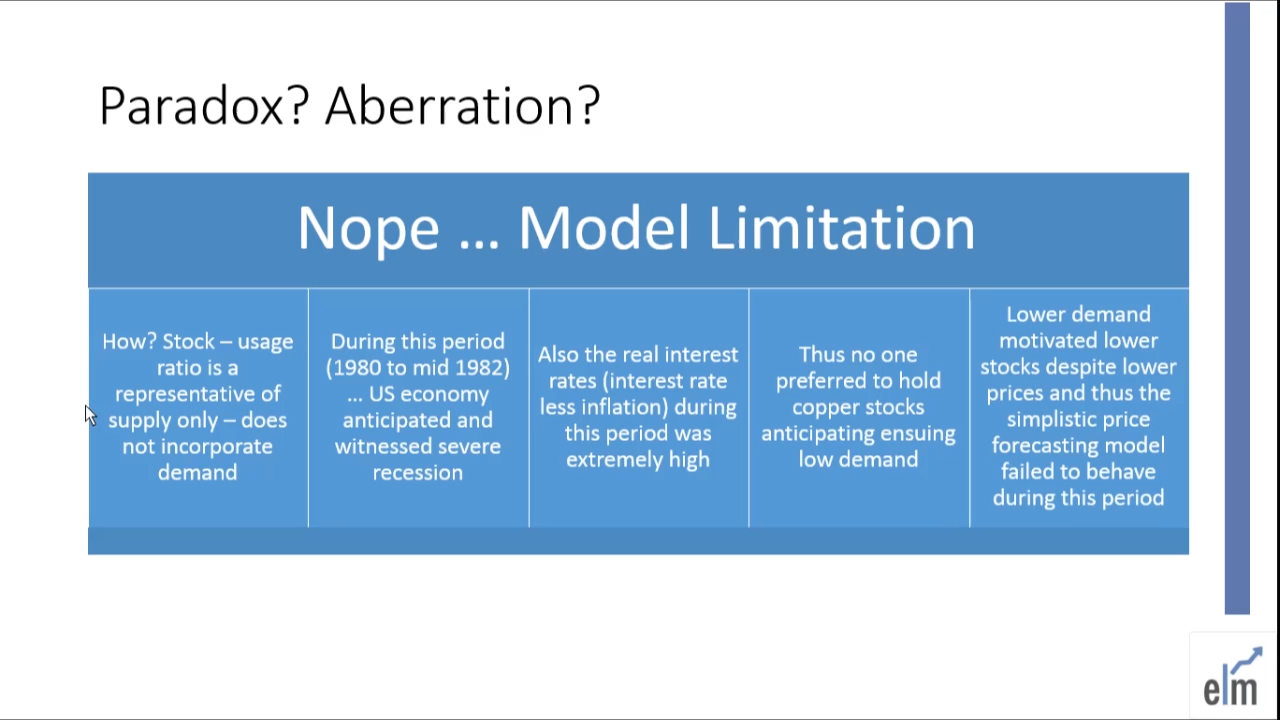 Paradox? Aberration?
Nope ... Model Limitation
How? Stock – usage
ratio is a
representative of
supply only – does
not incorporate
demand
During this period
(1980 to mid 1982)
... US economy
anticipated and
witnessed severe
recession
Also the real interest
rates (interest rate
less inflation) during
this period was
extremely high
Thus no one
preferred to hold
copper stocks
anticipating ensuing
low demand
Lower demand
motivated lower
stocks despite lower
prices and thus the
simplistic price
forecasting model
failed to behave
during this period
elm